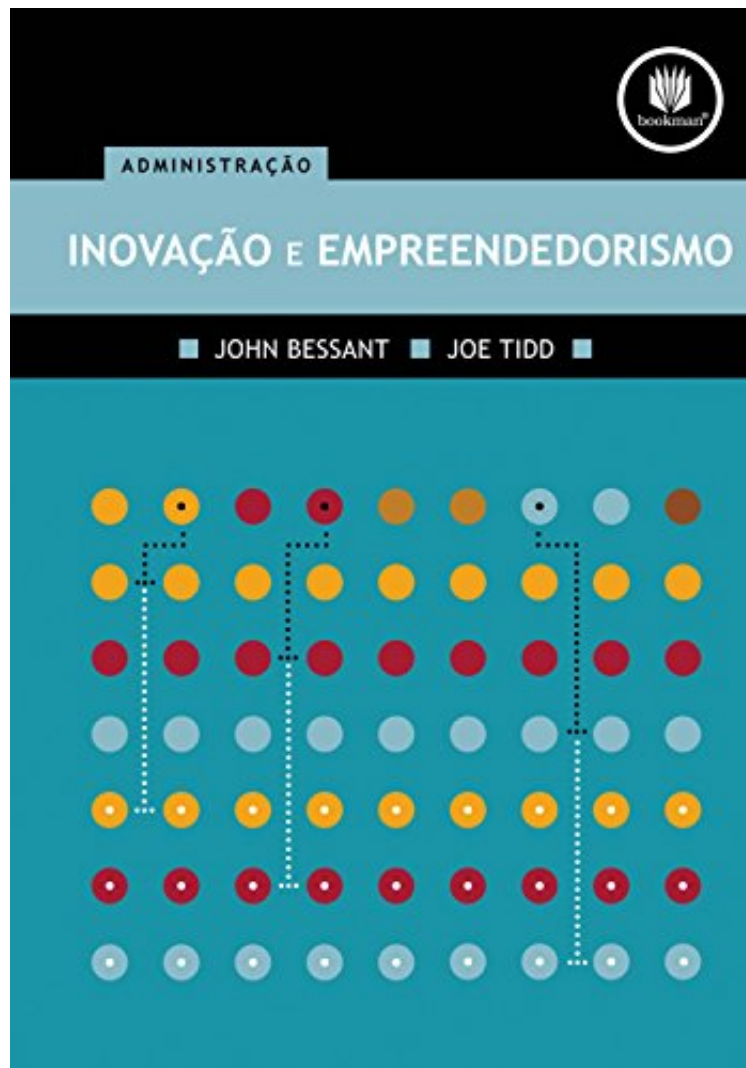 bookman®
ADMINISTRAÇÃO
INOVAÇÃO E EMPREENDEDORISMO
JOHN BESSANT JOE TIDD